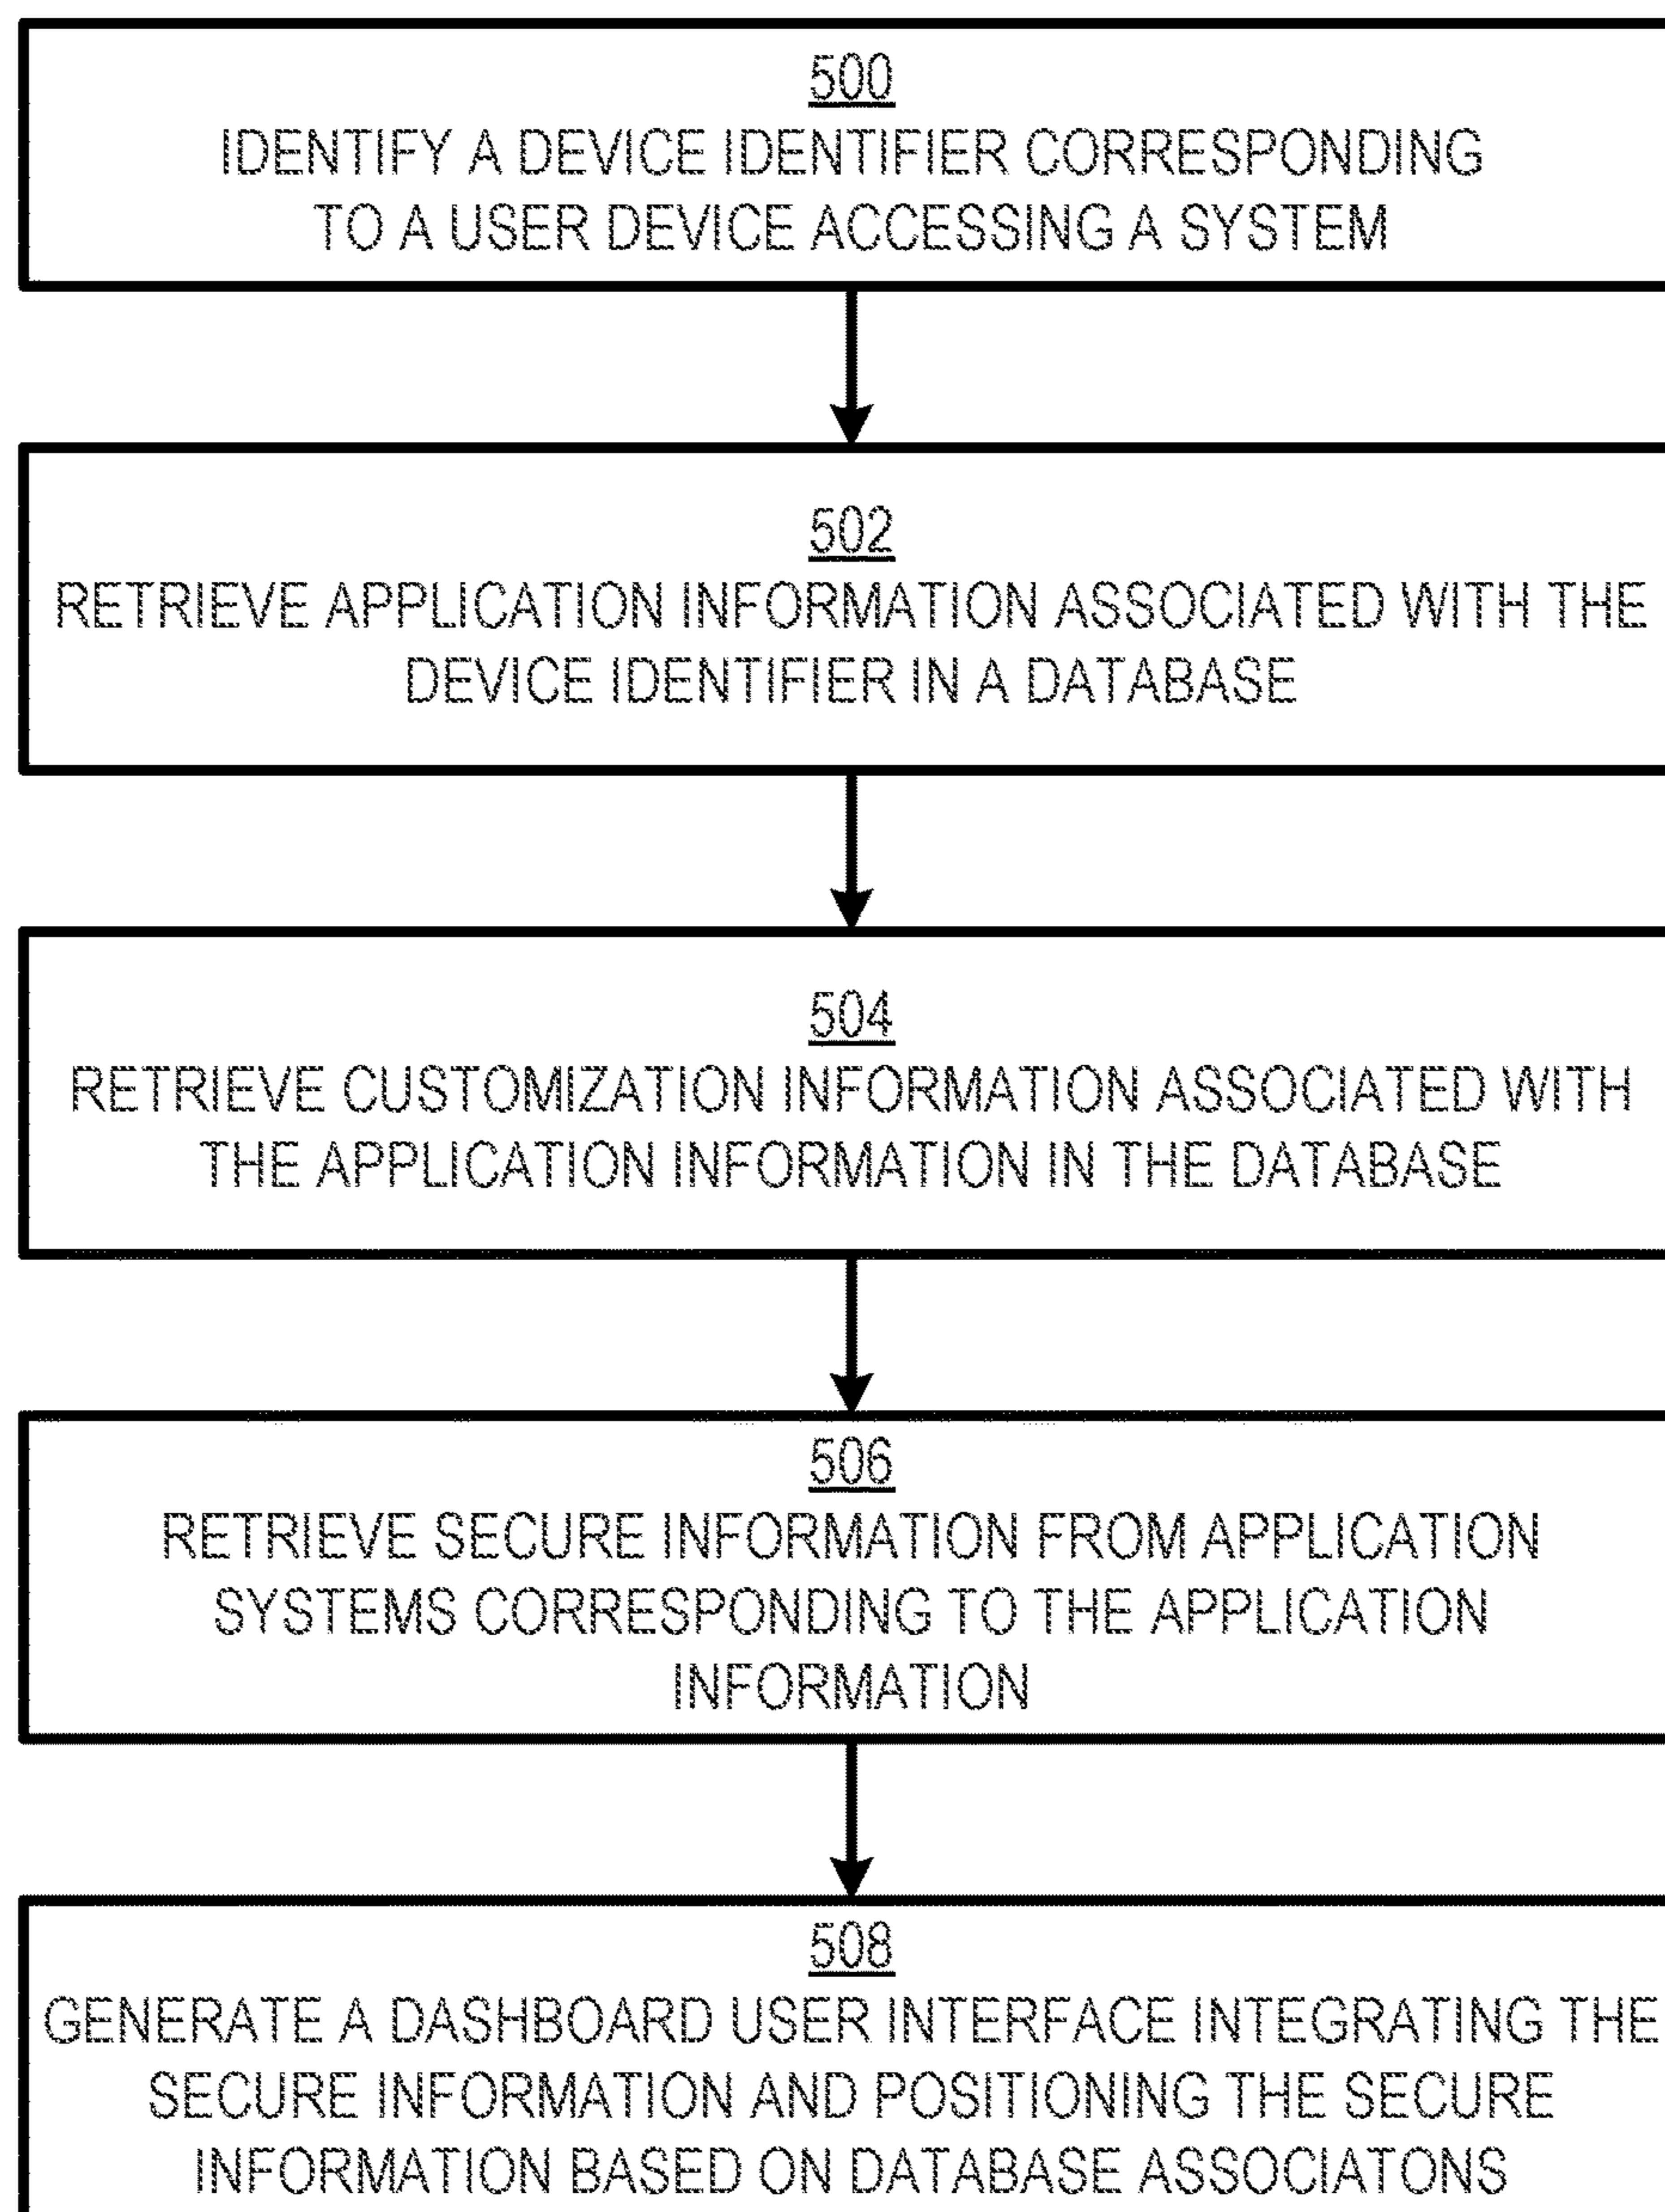 500
IDENTIFY A DEVICE IDENTIFIER CORRESPONDING
TO A USER DEVICE ACCESSING A SYSTEM
502
RETRIEVE APPLICATION INFORMATION ASSOCIATED WITH THE
DEVICE IDENTIFIER IN A DATABASE
504
RETRIEVE CUSTOMIZATION INFORMATION ASSOCIATED WITH
THE APPLICATION INFORMATION IN THE DATABASE
506
RETRIEVE SECURE INFORMATION FROM APPLICATION
SYSTEMS CORRESPONDING TO THE APPLICATION
INFORMATION
508
GENERATE A DASHBOARD USER INTERFACE INTEGRATING THE
SECURE INFORMATION AND POSITIONING THE SECURE
INFORMATION BASED ON DATABASE ASSOCIATONS